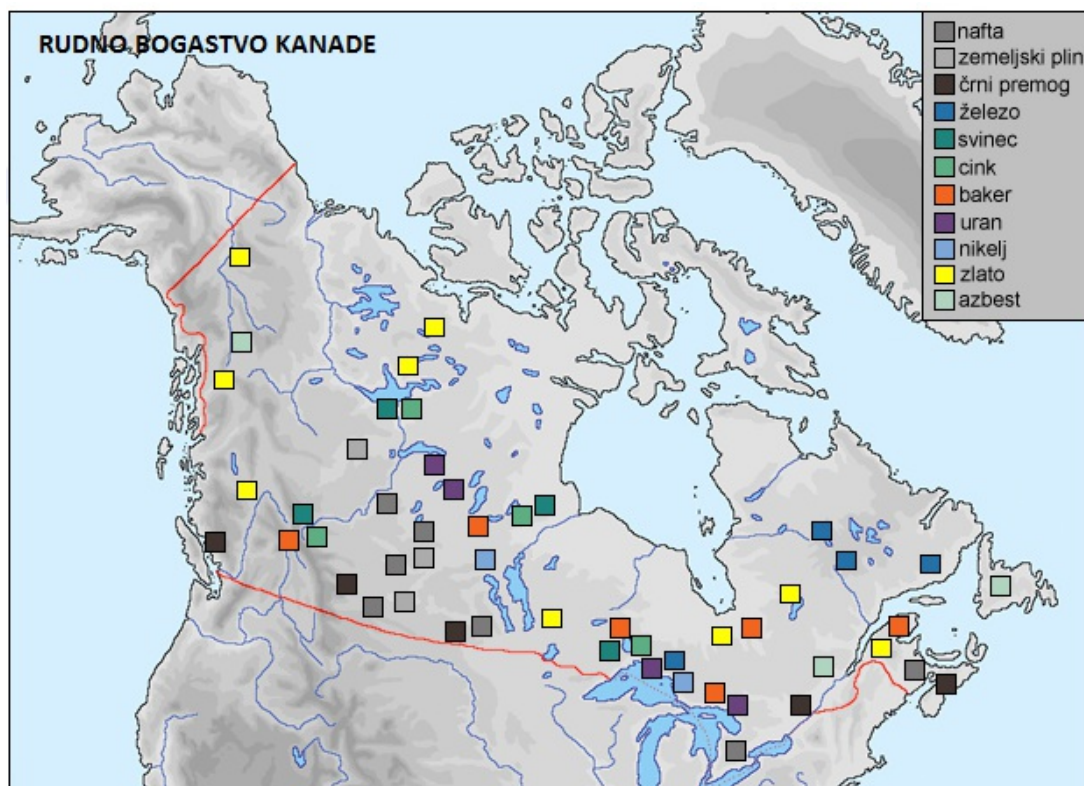 RUDNO BOGASTVO KANADE
nafta
zemeljski plin
črni premog
železo
svinec
cink
baker
uran
nikelj
zlato
azbest